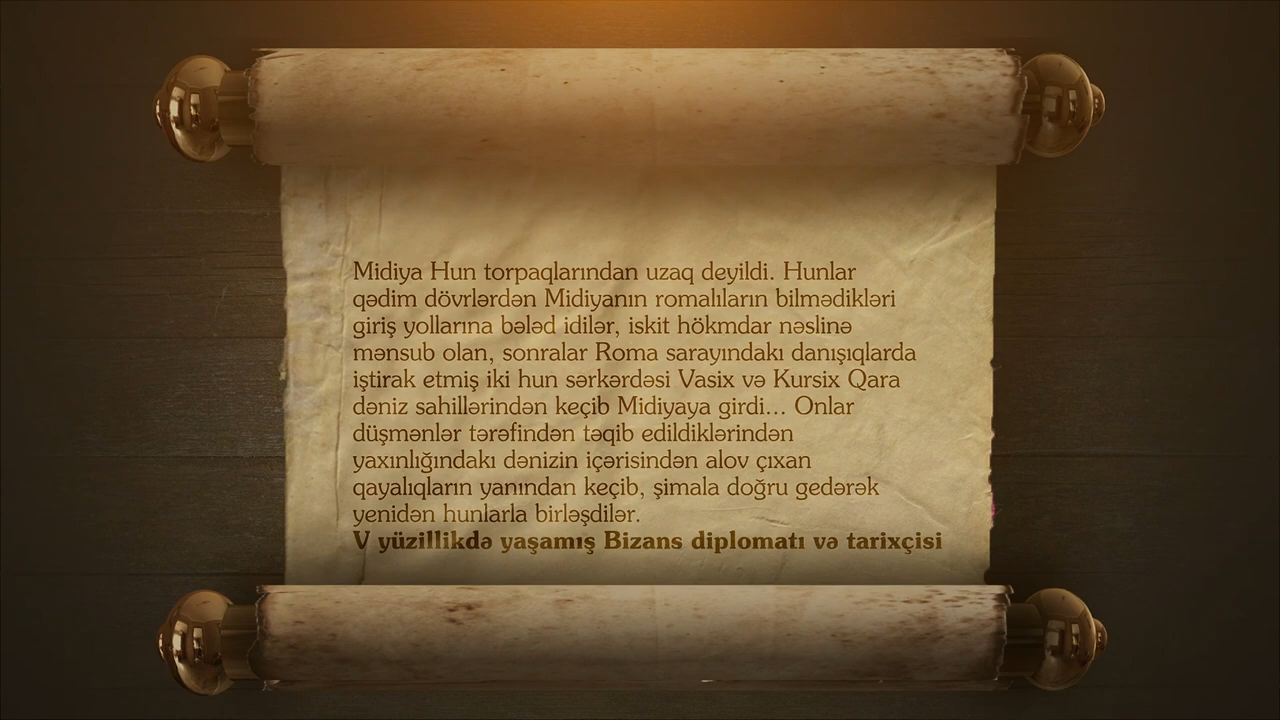 Midiya Hun torpaqlarından uzaq deyildi. Hunlar
qədim dövrlərdən Midiyanın romalıların bilmədikləri
giriş yollarına bələd idilər, iskit hökmdar nəslinə
mənsub olan, sonralar Roma sarayındakı danışıqlarda
iştirak etmiş iki hun sərkərdəsi Vasix və Kursix Qara
dəniz sahillərindən keçib Midiyaya girdi... Onlar
düşmənlər tərəfindən təqib edildiklərindən
yaxınlığındakı dənizin içərisindən alov çıxan
qayalıqların yanından keçib, şimala doğru gedərək
yenidən hunlarla birləşdilər.
V yüzillikdə yaşamış Bizans diplomatı və tarixçisi